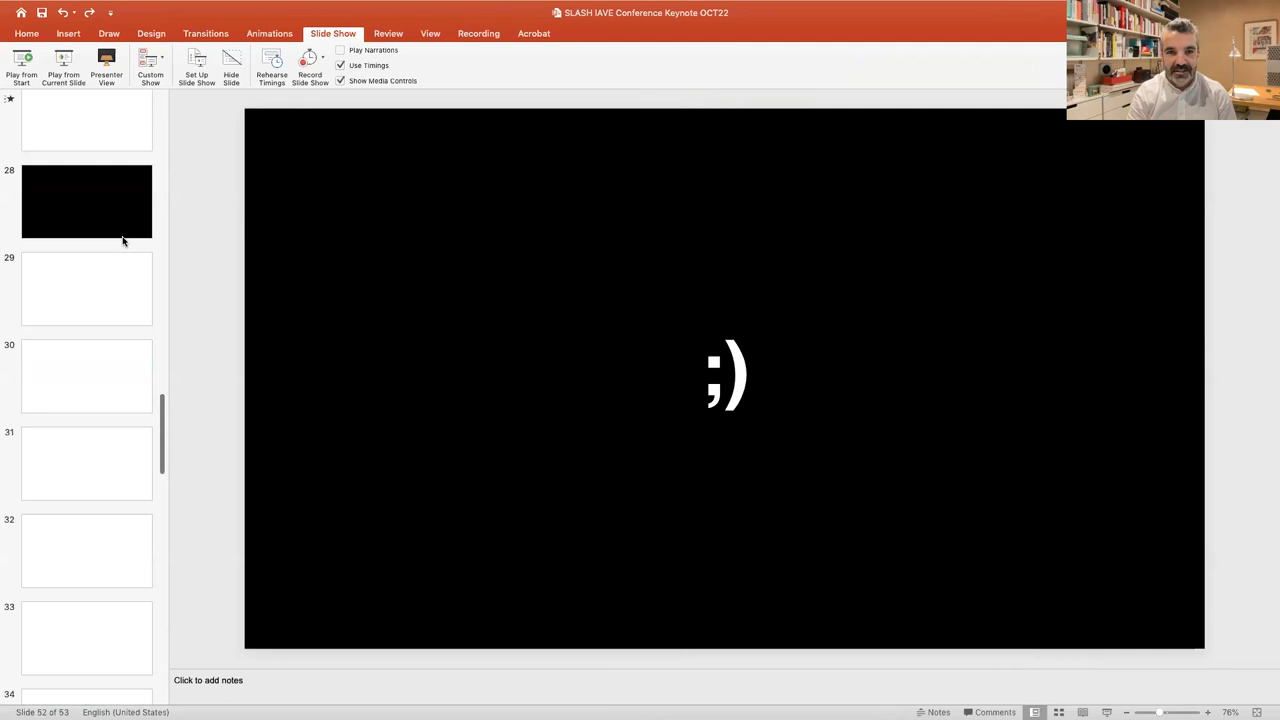 SLASH IAVE Conference Keynote OCT22
Home Insert Draw Design Transitions Animations Slide Show Review View Recording Acrobat
Play from Start
Play from Current Slide
Presenter View
Custom Show
Set Up Slide Show
Hide Slide
Rehearse Timings
Record Slide Show
Play Narrations
Use Timings
Show Media Controls
28
29
30
31
32
33
34
;)
Click to add notes
Slide 52 of 53 English (United States) Notes Comments 76%